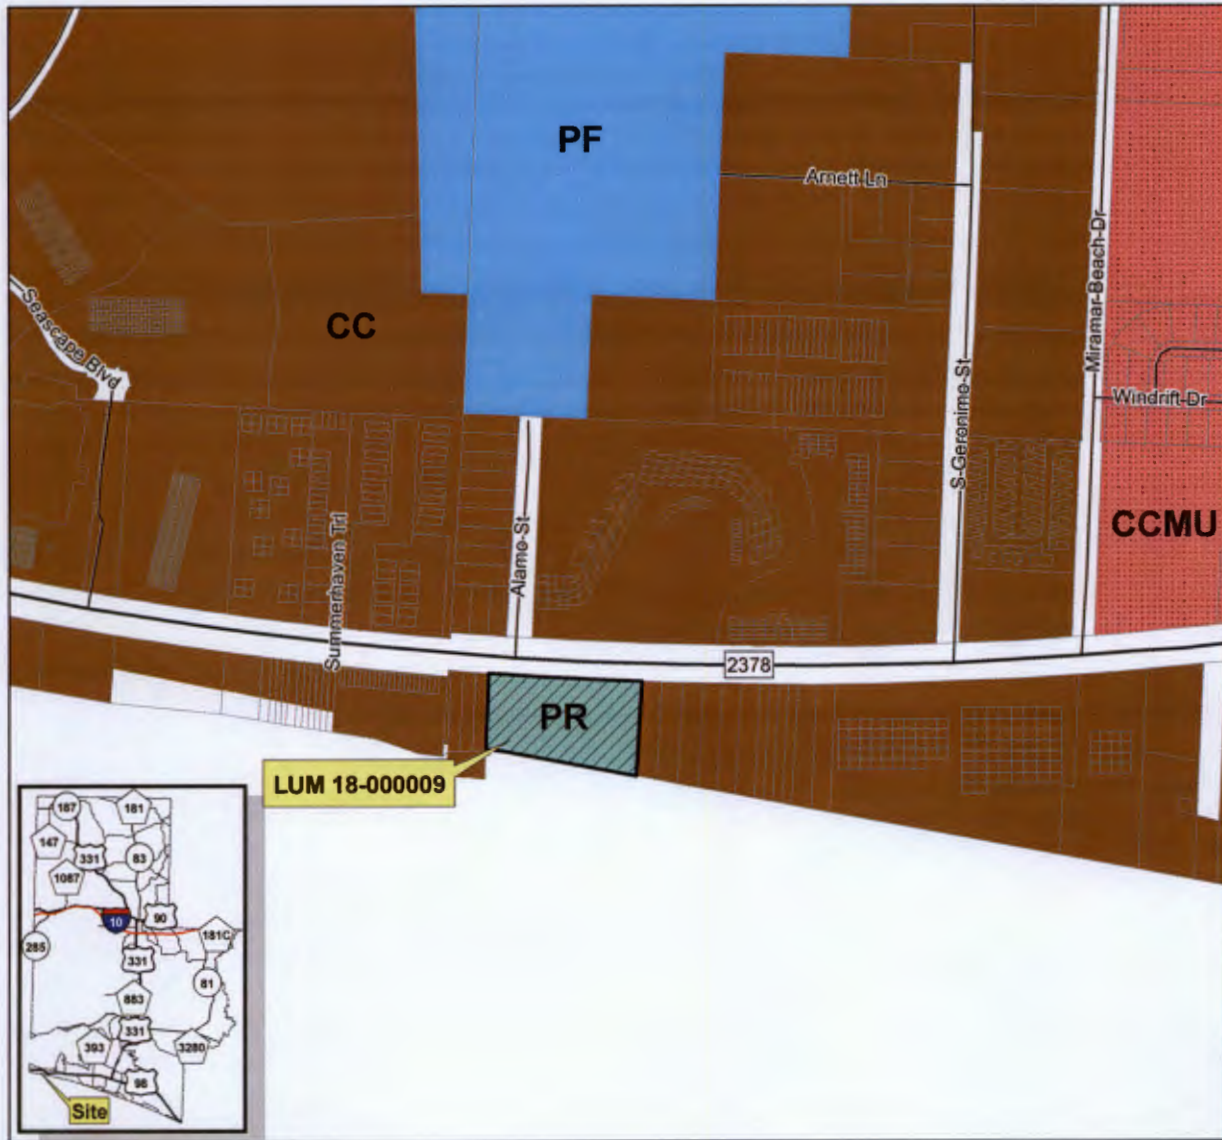 PF
Arnett Ln
Miramar-Beach-Dr
CC
Seascape Blvd
S-Geronimo-St
Windrift-Dr
CCMU
Alamo-St
Summerhaven Trl
2378
PR
LUM 18-000009
187
181
147
331
83
1087
10
90
181C
285
331
81
883
331
393
3280
98
Site